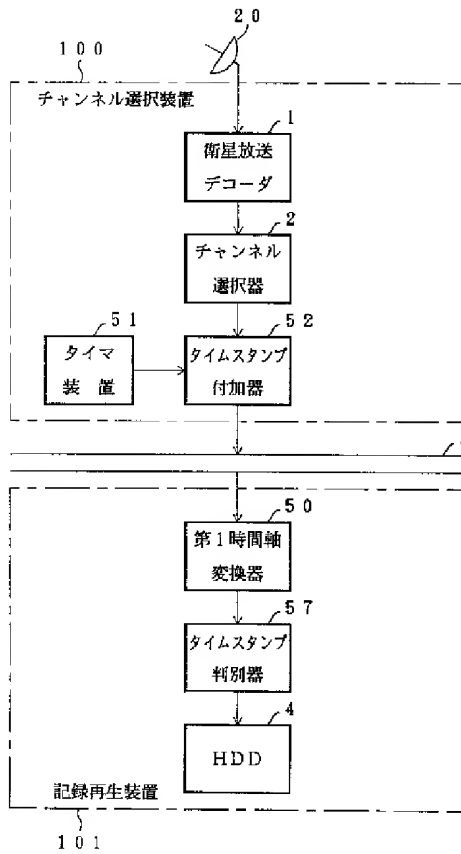 20
100
チャンネル選択装置
1
衛星放送
デコーダ
2
チャンネル
選択器
51
52
タイマ
装置
タイムスタンプ
付加器
50
第1時間軸
変換器
57
タイムスタンプ
判別器
4
HDD
記録再生装置
101